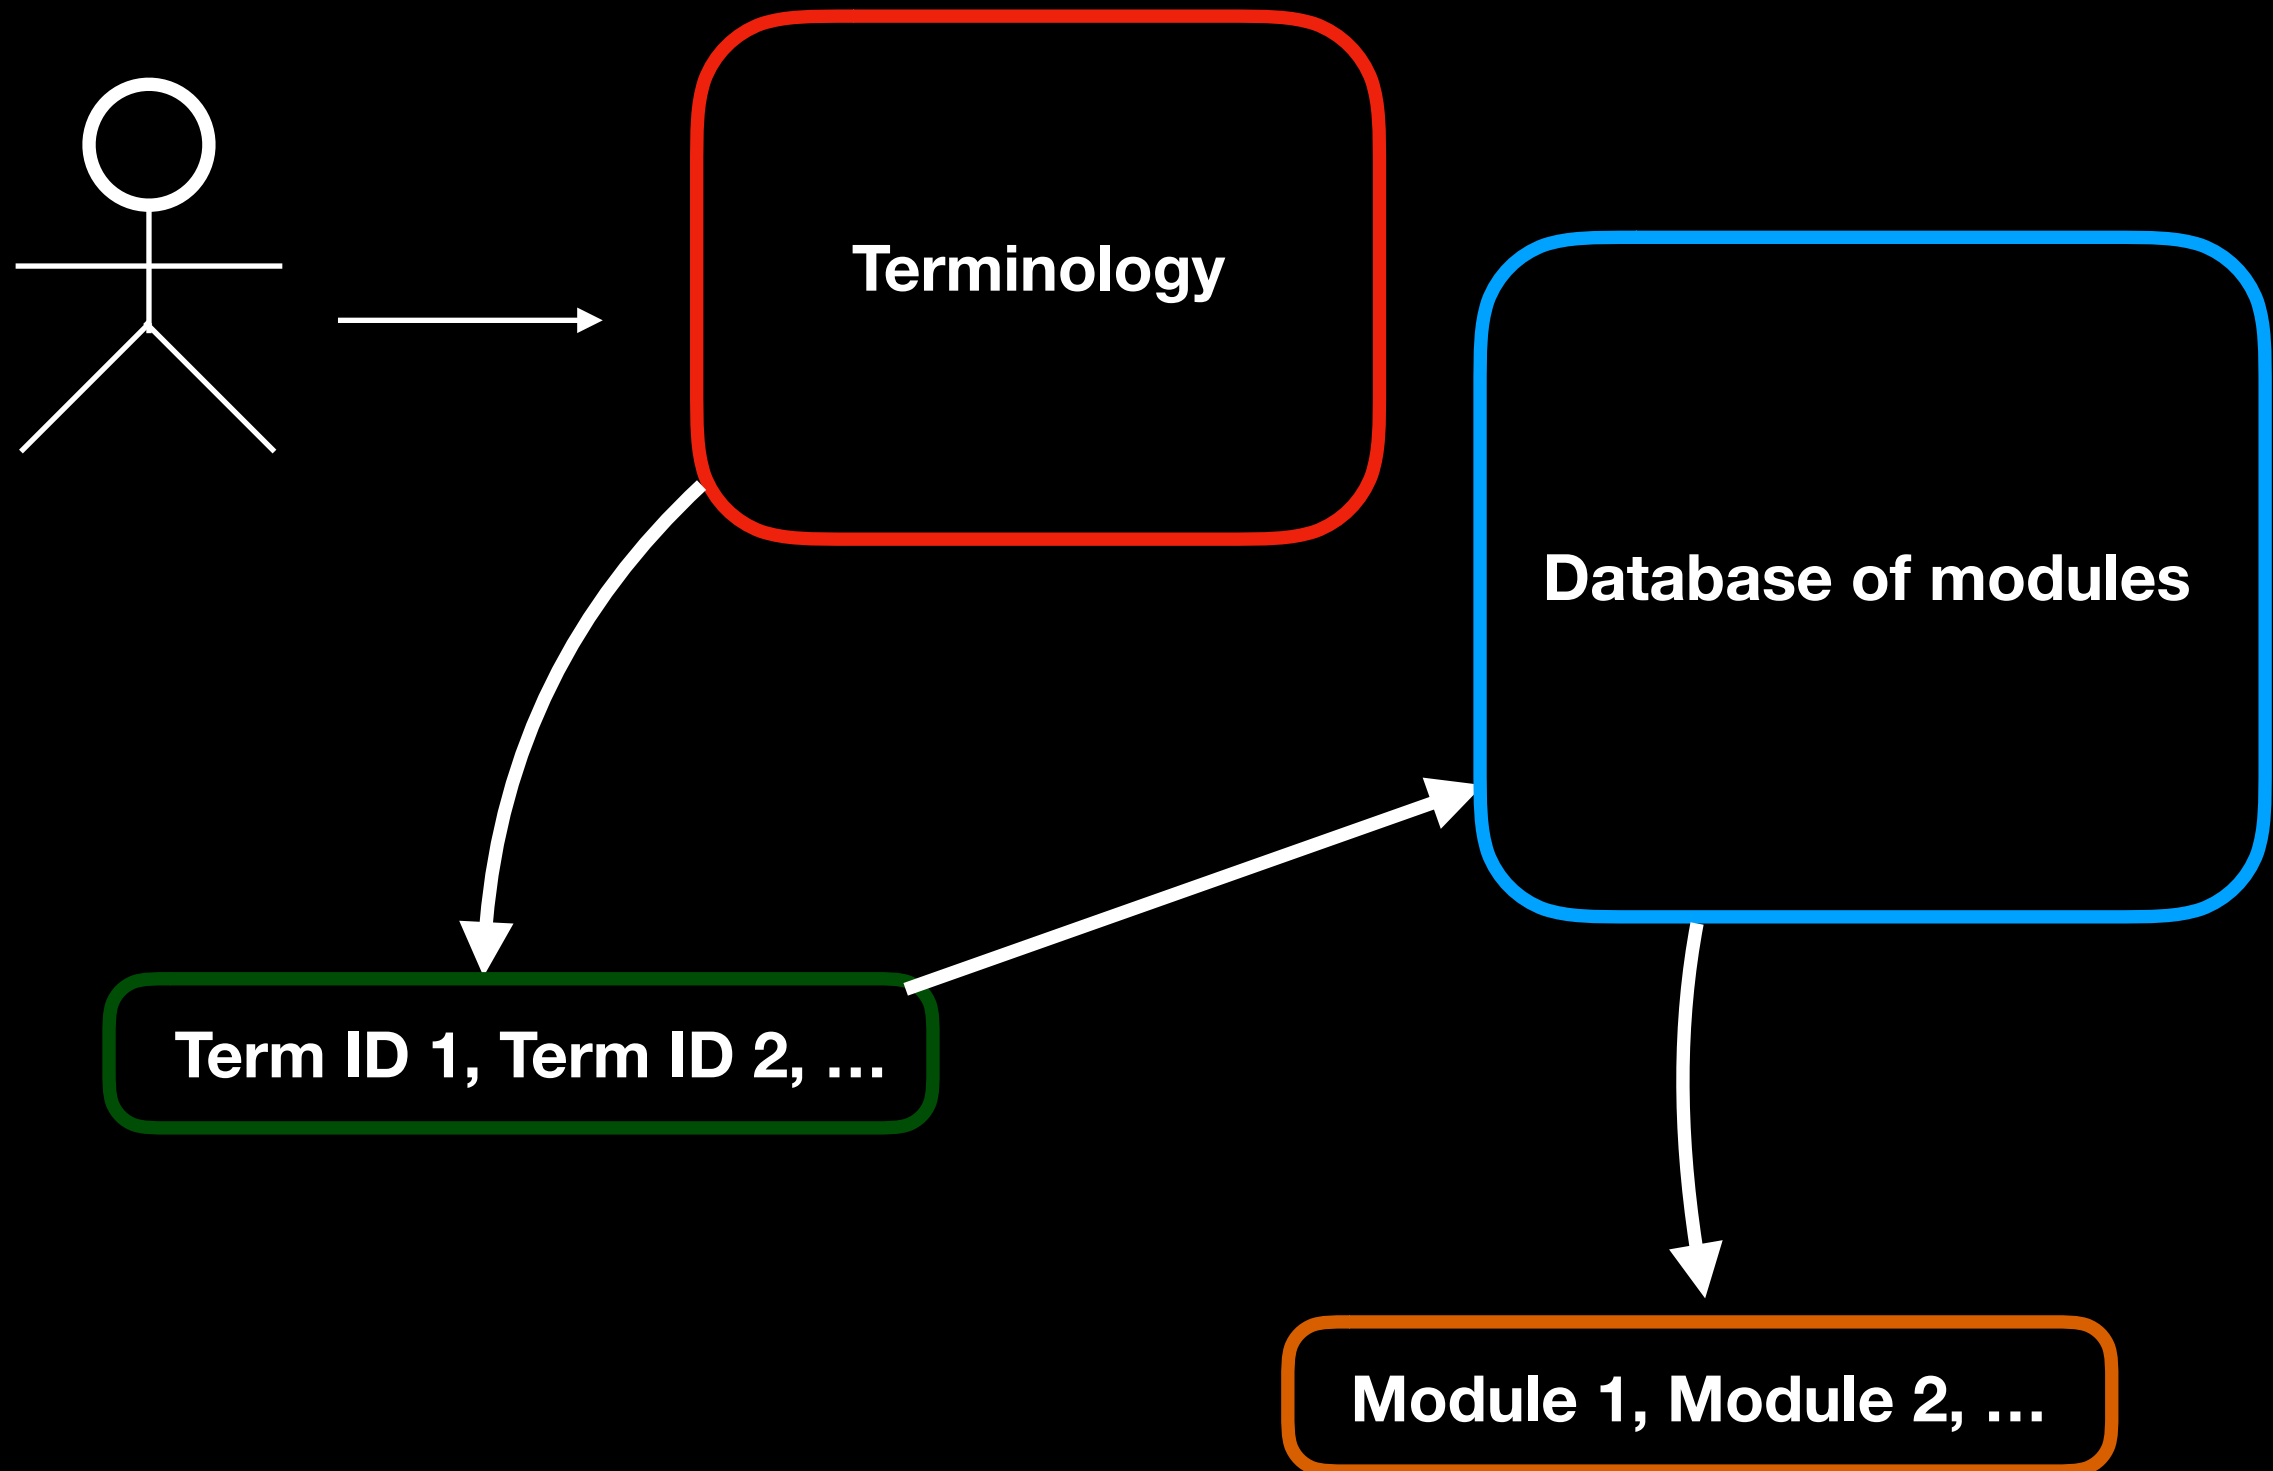 Terminology
Database of modules
Term ID 1, Term ID 2, …
Module 1, Module 2, …